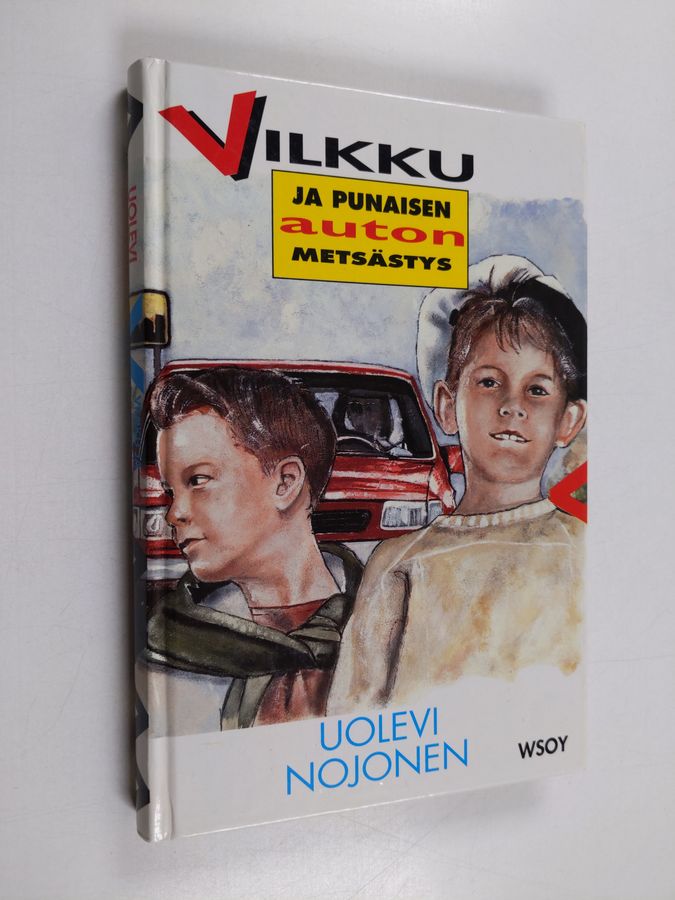 VILKKU
JA PUNAISEN
auton
METSÄSTYS
UOLEVI
NOJONEN
WSOY
UOLEVI